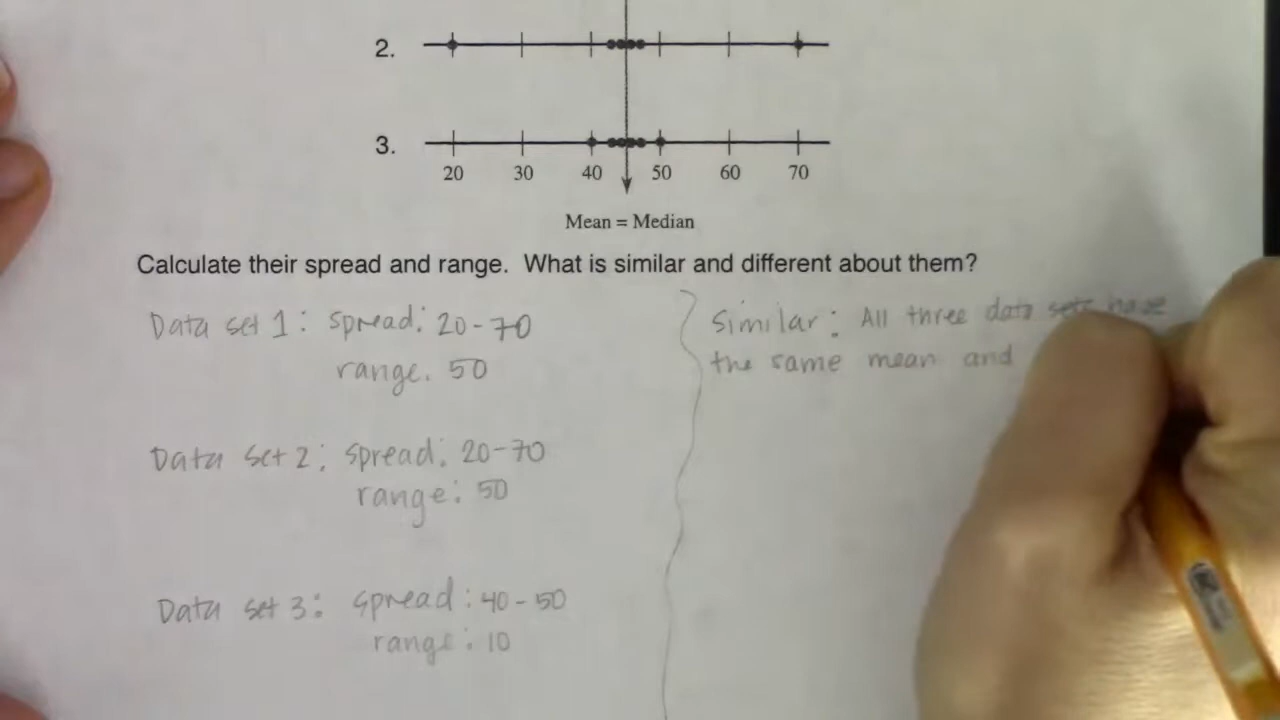 2.
3.
20 30 40 50 60 70
Mean = Median
Calculate their spread and range. What is similar and different about them?
Data set 1: spread: 20-70
range. 50
Similar: All three data sets have
the same mean and
Data set 2: spread: 20-70
range: 50
Data set 3: spread: 40-50
range: 10